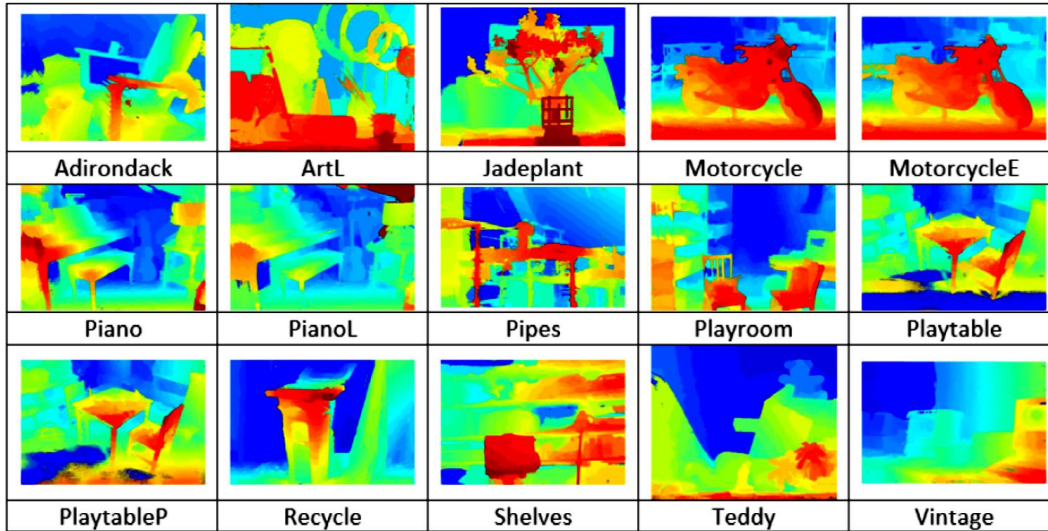 Adirondack ArtL Jadeplant Motorcycle MotorcycleE
Piano PianoL Pipes Playroom Playtable
PlaytableP Recycle Shelves Teddy Vintage